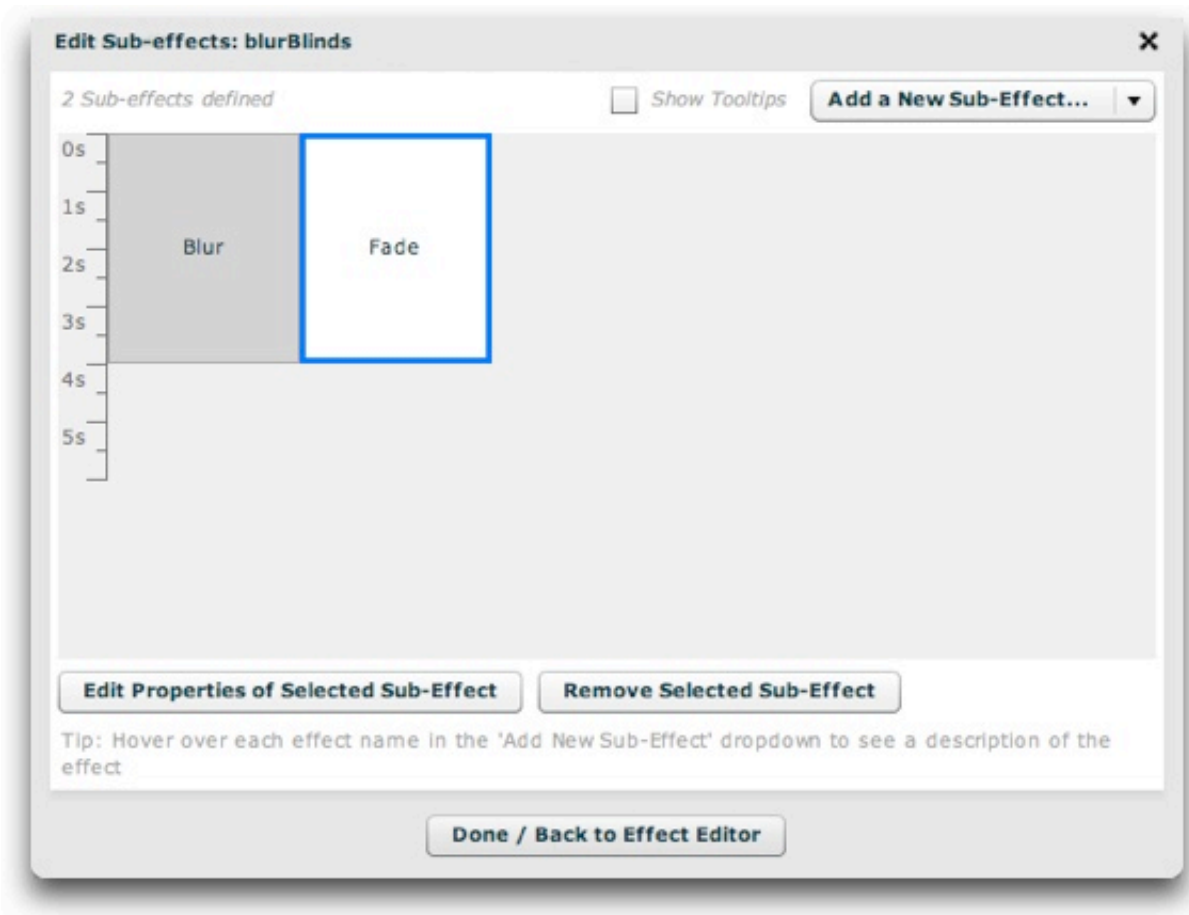 Edit Sub-effects: blurBlinds
2 Sub-effects defined
Show Tooltips
Add a New Sub-Effect...
0s
1s
2s
3s
4s
5s
Blur
Fade
Edit Properties of Selected Sub-Effect
Remove Selected Sub-Effect
Tip: Hover over each effect name in the 'Add New Sub-Effect' dropdown to see a description of the
effect
Done / Back to Effect Editor